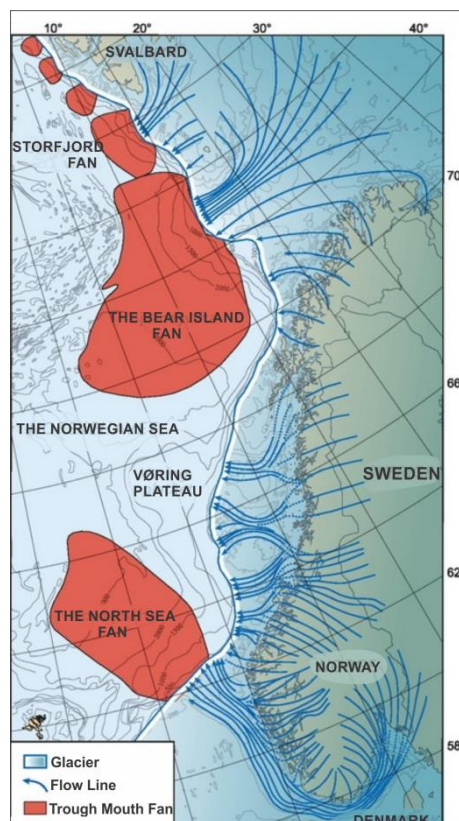 10°
20°
30°
40°
SVALBARD
STORFJORD
FAN
70
THE BEAR ISLAND
FAN
66
THE NORWEGIAN SEA
VØRING
PLATEAU
SWEDEN
62
THE NORTH SEA
FAN
NORWAY
58
Glacier
Flow Line
Trough Mouth Fan
DENMARK